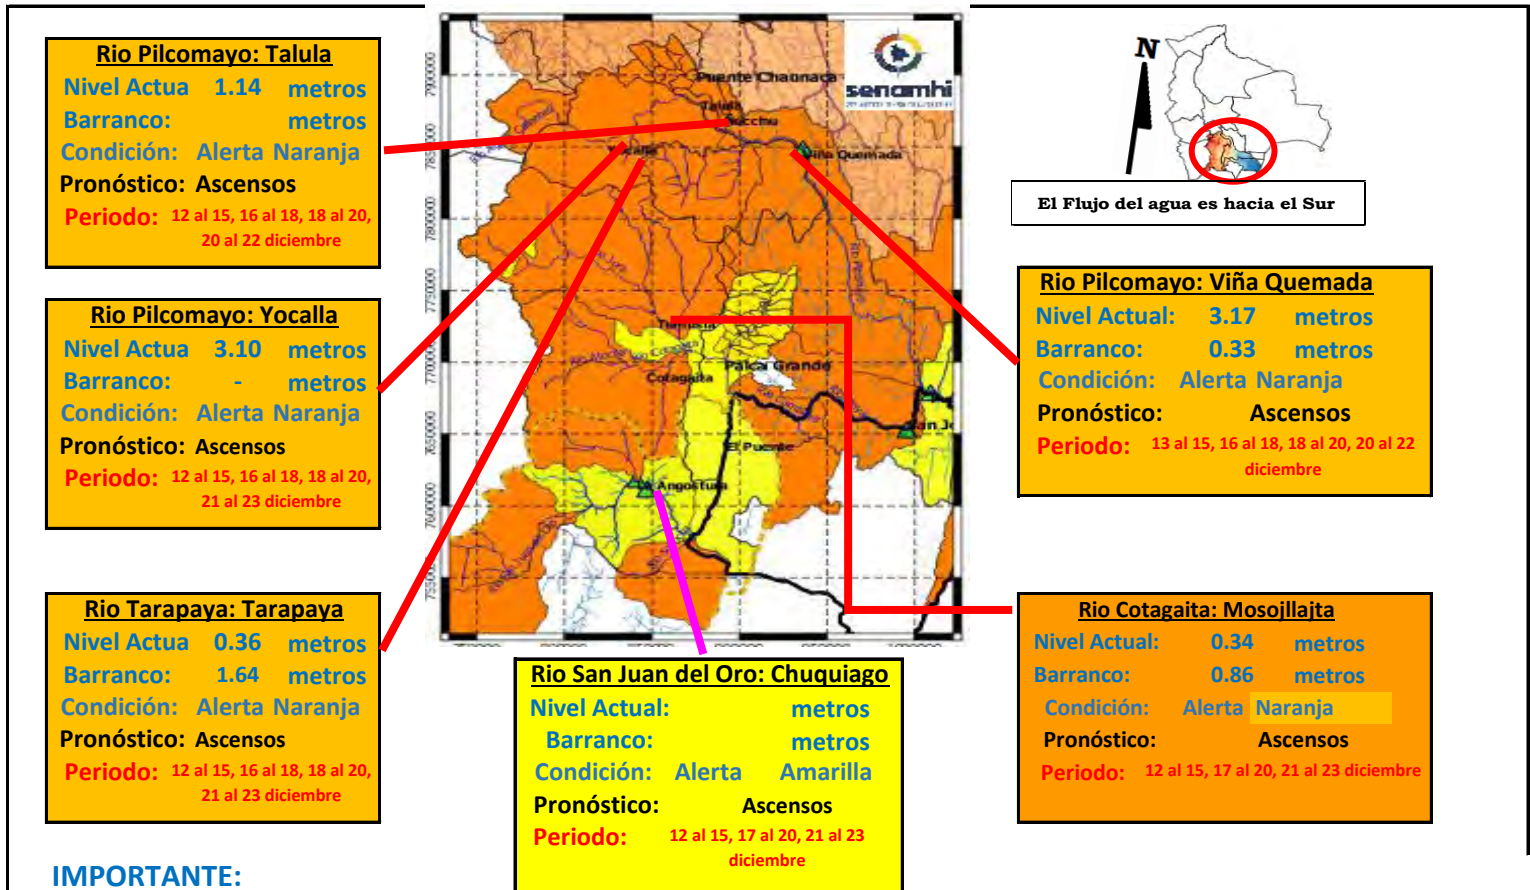 Rio Pilcomayo: Talula
Nivel Actua 1.14 metros
Barranco: metros
Condición: Alerta Naranja
Pronóstico: Ascensos
Periodo: 12 al 15, 16 al 18, 18 al 20,
20 al 22 diciembre
Rio Pilcomayo: Yocalla
Nivel Actua 3.10 metros
Barranco: - metros
Condición: Alerta Naranja
Pronóstico: Ascensos
Periodo: 12 al 15, 16 al 18, 18 al 20,
21 al 23 diciembre
Rio Tarapaya: Tarapaya
Nivel Actua 0.36 metros
Barranco: 1.64 metros
Condición: Alerta Naranja
Pronóstico: Ascensos
Periodo: 12 al 15, 16 al 18, 18 al 20,
21 al 23 diciembre
IMPORTANTE:
senamhi
Puente Chaunaca
Talula
Viña Quemada
Cotagaita
Palca Grande
El Puente
Angostura
7900000
7850000
7800000
7750000
7700000
7650000
7600000
Rio San Juan del Oro: Chuquiago
Nivel Actual: metros
Barranco: metros
Condición: Alerta Amarilla
Pronóstico: Ascensos
Periodo: 12 al 15, 17 al 20, 21 al 23
diciembre
N
El Flujo del agua es hacia el Sur
Rio Pilcomayo: Viña Quemada
Nivel Actual: 3.17 metros
Barranco: 0.33 metros
Condición: Alerta Naranja
Pronóstico: Ascensos
Periodo: 13 al 15, 16 al 18, 18 al 20, 20 al 22
diciembre
Rio Cotagaita: Mosojllajta
Nivel Actual: 0.34 metros
Barranco: 0.86 metros
Condición: Alerta Naranja
Pronóstico: Ascensos
Periodo: 12 al 15, 17 al 20, 21 al 23 diciembre